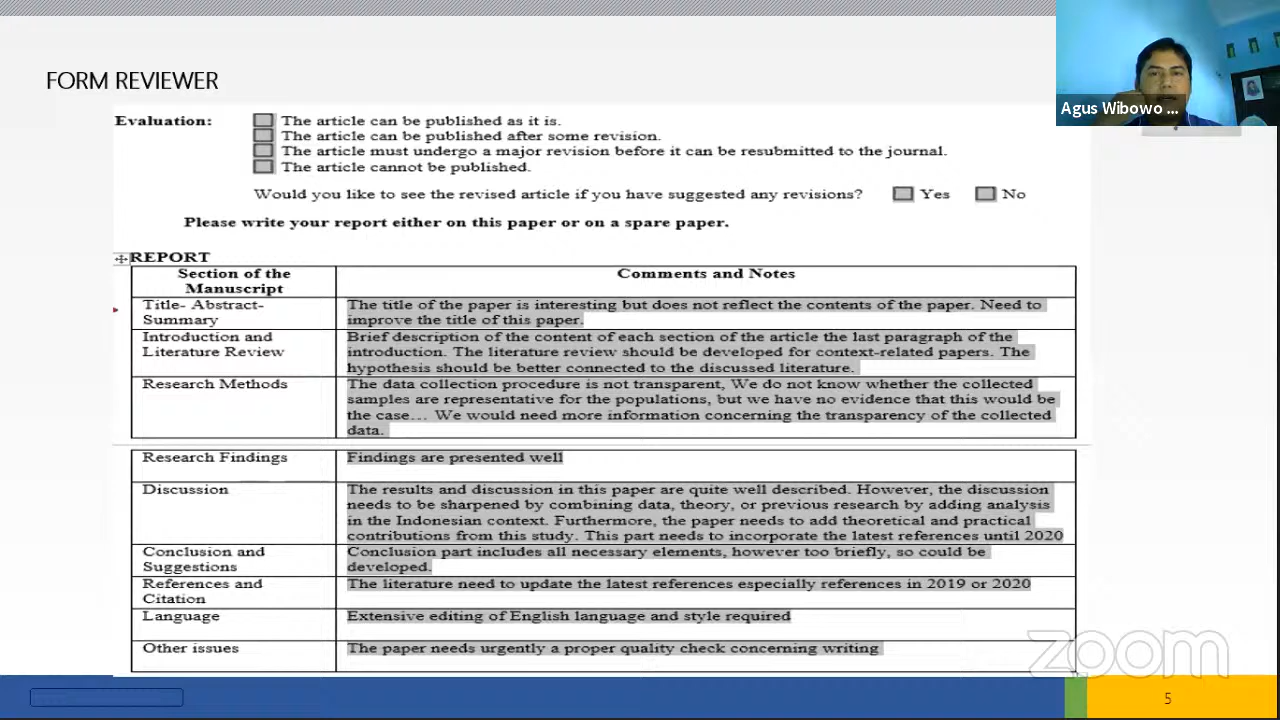 FORM REVIEWER
Agus Wibowo ...
Evaluation:
The article can be published as it is.
The article can be published after some revision.
The article must undergo a major revision before it can be resubmitted to the journal.
The article cannot be published.
Would you like to see the revised article if you have suggested any revisions? Yes No
Please write your report either on this paper or on a spare paper.
REPORT
Section of the
Manuscript
Comments and Notes
Title- Abstract-
Summary
The title of the paper is interesting but does not reflect the contents of the paper. Need to
improve the title of this paper.
Introduction and
Literature Review
Brief description of the content of each section of the article the last paragraph of the
introduction. The literature review should be developed for context-related papers. The
hypothesis should be better connected to the discussed literature.
Research Methods
The data collection procedure is not transparent, We do not know whether the collected
samples are representative for the populations, but we have no evidence that this would be
the case... We would need more information concerning the transparency of the collected
data.
Research Findings
Findings are presented well
Discussion
The results and discussion in this paper are quite well described. However, the discussion
needs to be sharpened by combining data, theory, or previous research by adding analysis
in the Indonesian context. Furthermore, the paper needs to add theoretical and practical
contributions from this study. This part needs to incorporate the latest references until 2020
Conclusion and
Suggestions
Conclusion part includes all necessary elements, however too briefly, so could be
developed.
References and
Citation
The literature need to update the latest references especially references in 2019 or 2020
Language
Extensive editing of English language and style required
Other issues
The paper needs urgently a proper quality check concerning writing
zoom
5